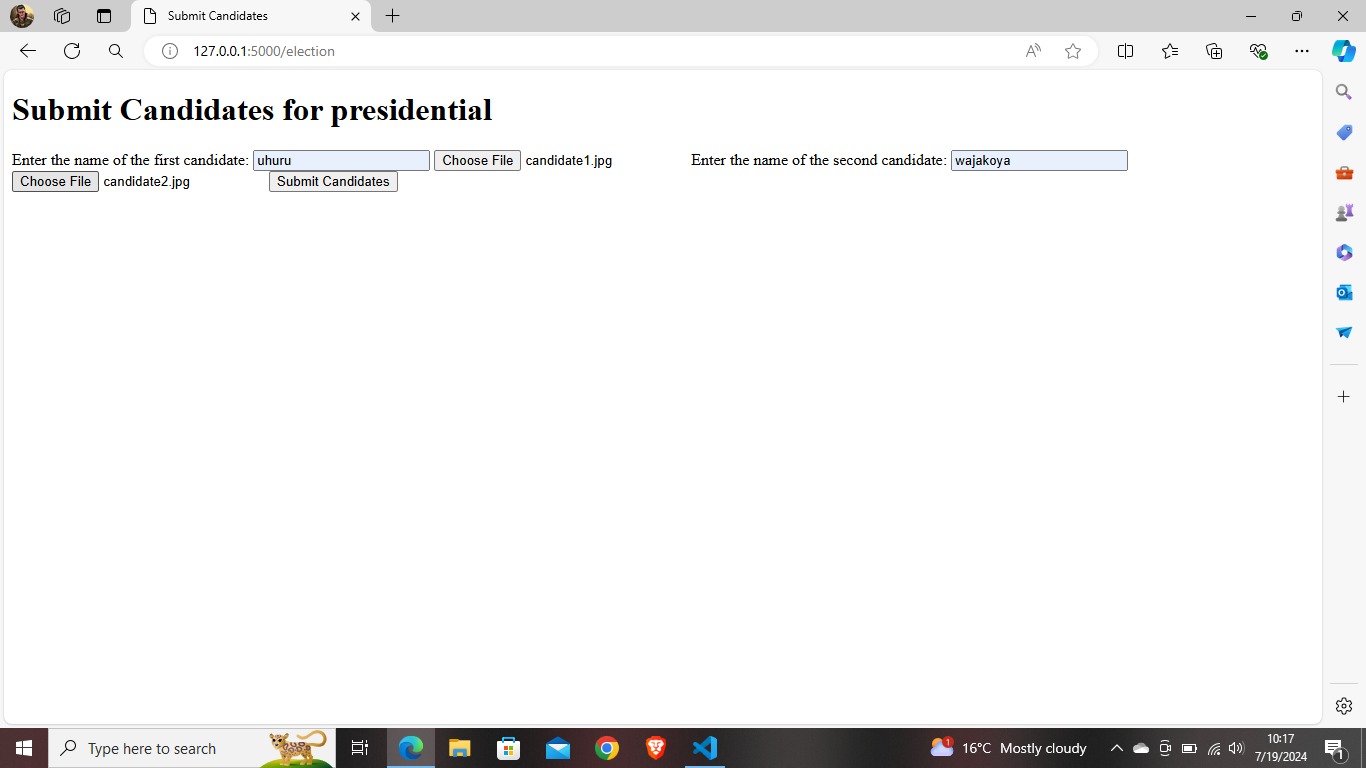 Submit Candidates
127.0.0.1:5000/election
Submit Candidates for presidential
Enter the name of the first candidate: uhuru Choose File candidate1.jpg Enter the name of the second candidate: wajakoya
Choose File candidate2.jpg Submit Candidates
Type here to search
1 16°C Mostly cloudy
10:17
7/19/2024
1